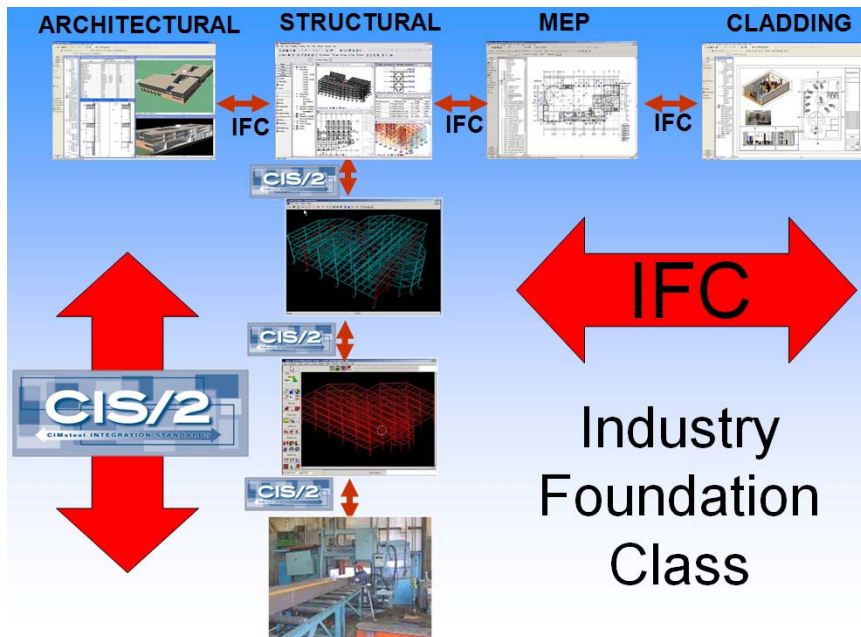 ARCHITECTURAL
STRUCTURAL
MEP
CLADDING
IFC
IFC
IFC
CIS/2
CIS/2
CIS/2
CIS/2
CIMsteel INTEGRATION STANDARDS
IFC
Industry
Foundation
Class